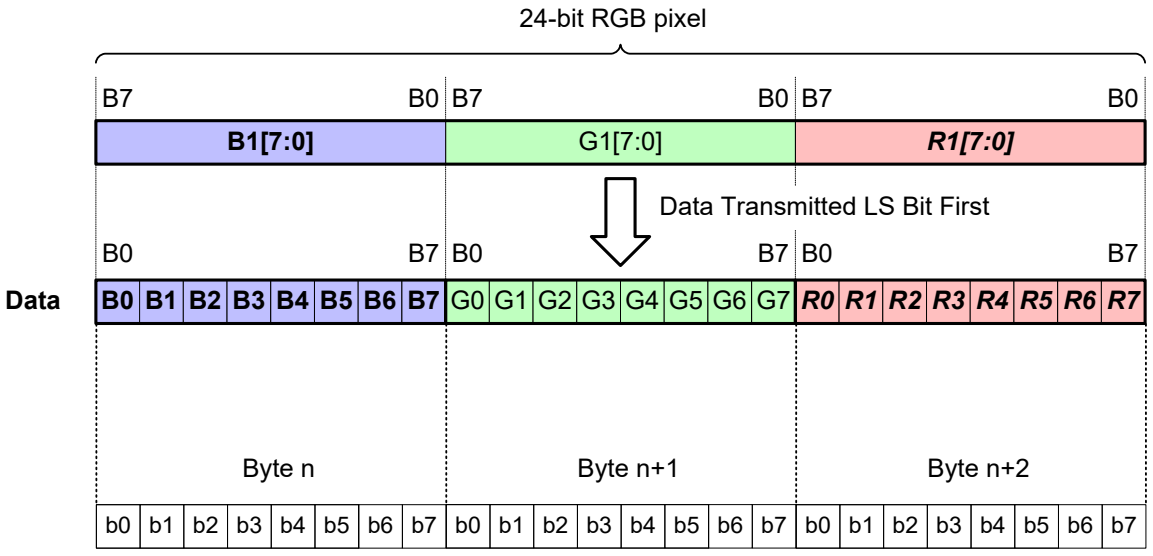 24-bit RGB pixel
B7 B0 B7 B0 B7 B0
B1[7:0] G1[7:0] R1[7:0]
Data Transmitted LS Bit First
B0 B7 B0 B7 B0 B7
Data B0 B1 B2 B3 B4 B5 B6 B7 G0 G1 G2 G3 G4 G5 G6 G7 R0 R1 R2 R3 R4 R5 R6 R7
Byte n Byte n+1 Byte n+2
b0 b1 b2 b3 b4 b5 b6 b7 b0 b1 b2 b3 b4 b5 b6 b7 b0 b1 b2 b3 b4 b5 b6 b7